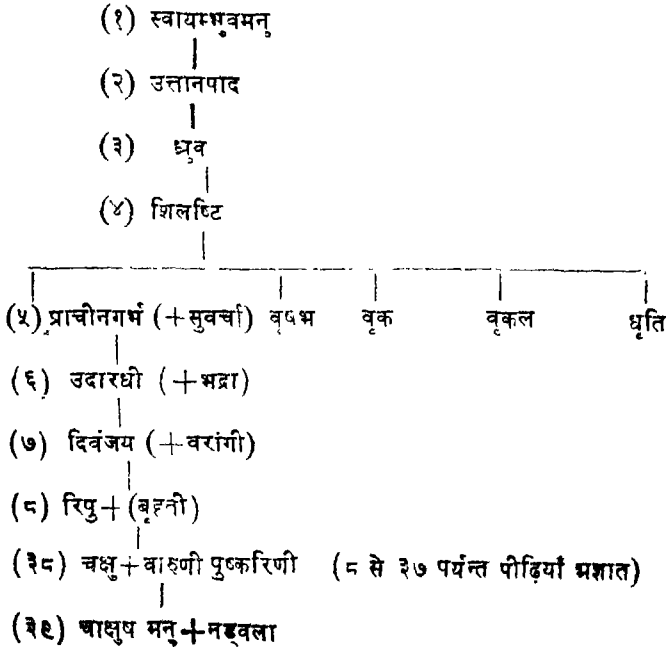 (१) स्वायम्भुवमनु
(२) उत्तानपाद
(३) ध्रुव
(४) शिलष्टि
(५) प्राचीनगर्भ (+सुवर्चा) वृषभ वृक वृकल धृति
(६) उदारधी (+भद्रा)
(७) दिवंजय (+वरांगी)
(८) रिपु+(बृहती)
(३८) चक्षु+वारुणी पुष्करिणी (८ से ३७ पर्यन्त पीढ़ियाँ अज्ञात)
(३९) चाक्षुष मनु+नड्वला